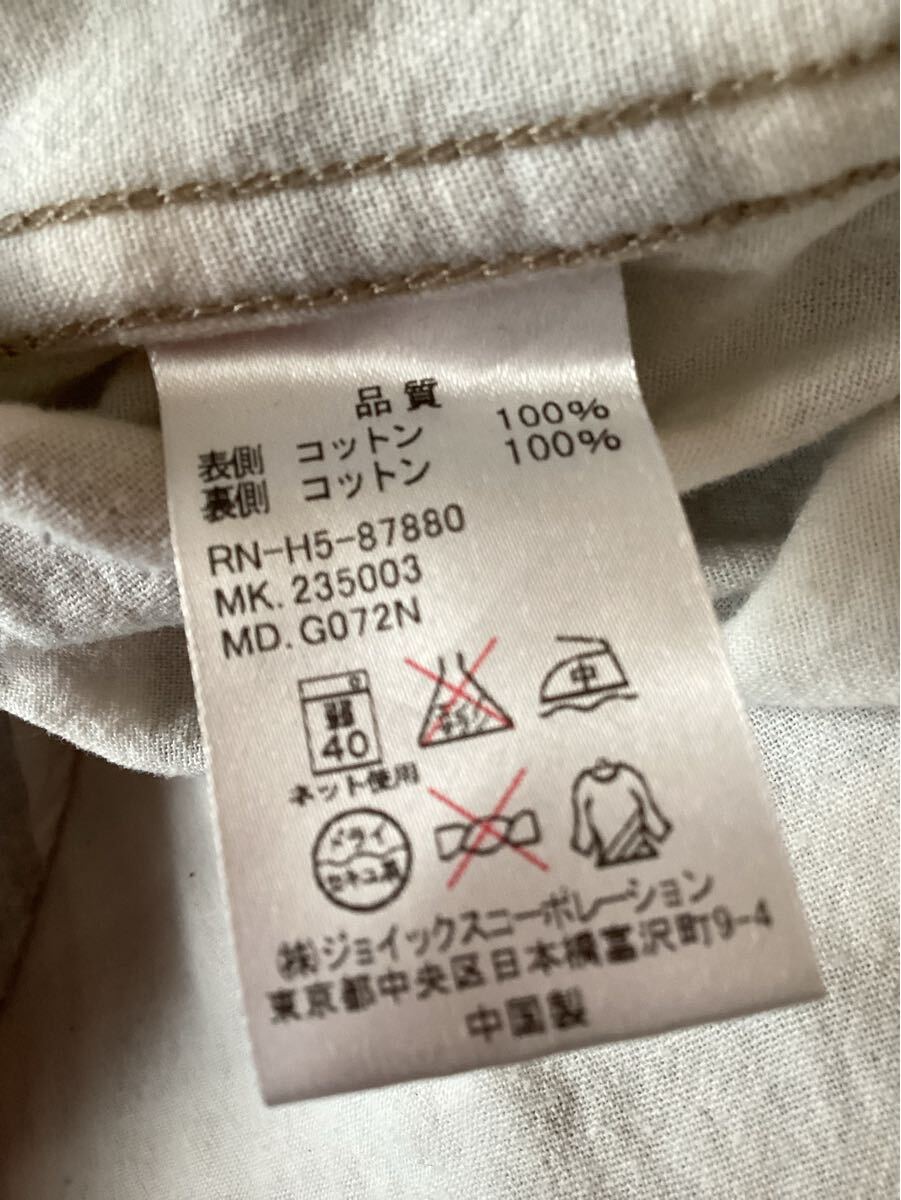 品質
表側 コットン 100%
裏側 コットン 100%
RN-H5-87880
MK. 235003
MD. G072N
弱
40
中
ネット使用
ドライ
セキユ系
㈱ジョイックスコーポレーション
東京都中央区日本橋富沢町9-4
中国製